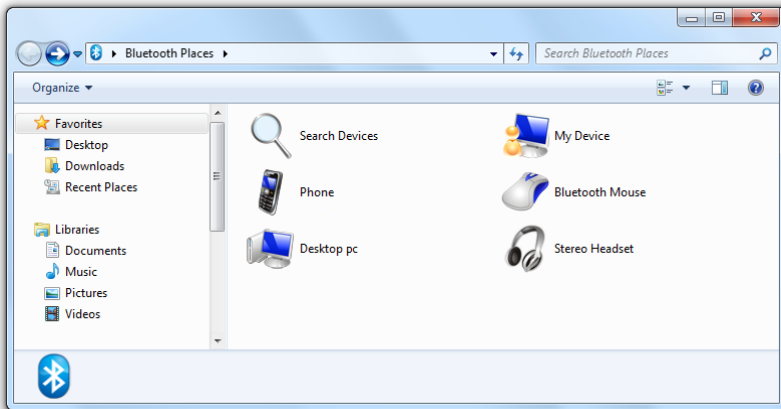 Bluetooth Places
Search Bluetooth Places
Organize
Favorites
Desktop
Downloads
Recent Places
Libraries
Documents
Music
Pictures
Videos
Search Devices
My Device
Phone
Bluetooth Mouse
Desktop pc
Stereo Headset